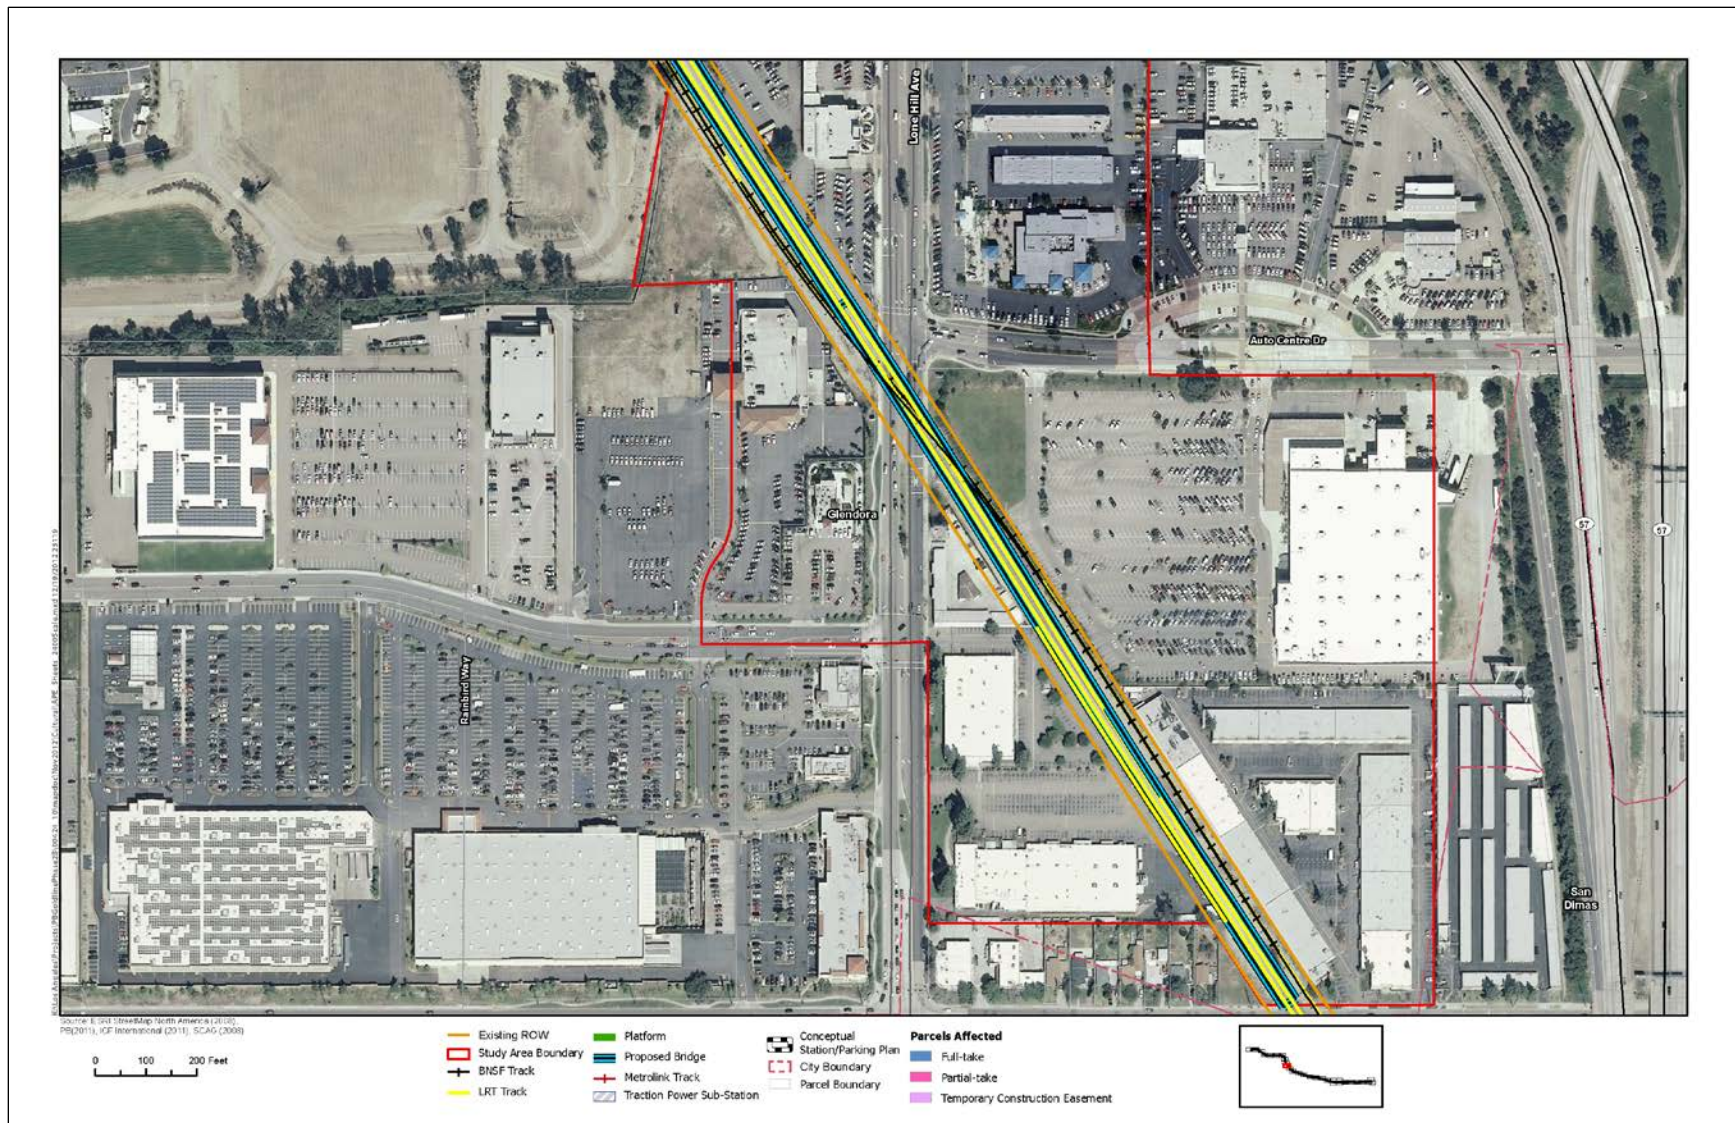 Lone Hill Ave
Auto Centre Dr
Glendora
57
57
Rainbird Way
San
Dimas
Source: ESRI StreetMap North America (2008),
PB(2011), ICF International (2011), SCAG (2008)
0 100 200 Feet
Existing ROW
Study Area Boundary
BNSF Track
LRT Track
Platform
Proposed Bridge
Metrolink Track
Traction Power Sub-Station
Conceptual
Station/Parking Plan
City Boundary
Parcel Boundary
Parcels Affected
Full-take
Partial-take
Temporary Construction Easement